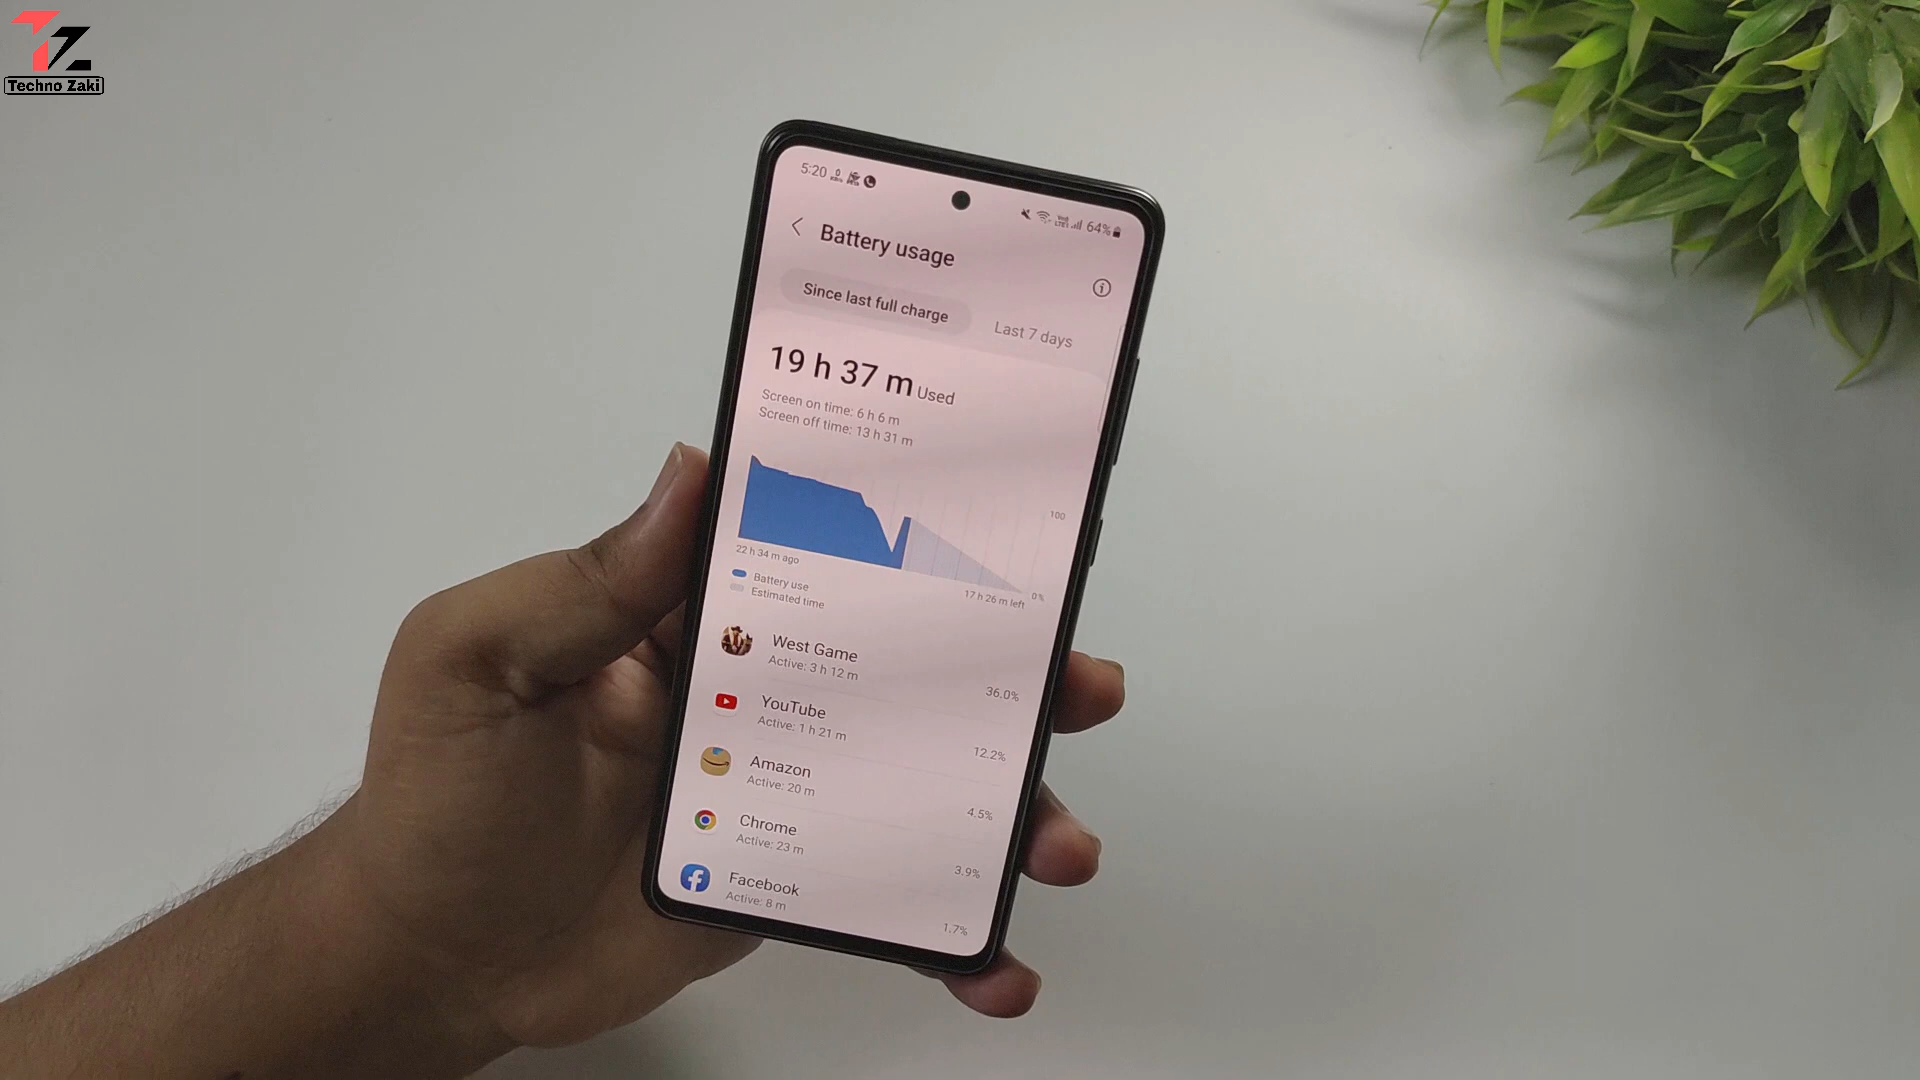 TZ
Techno Zaki
5:20
64%
Battery usage
Since last full charge
Last 7 days
19 h 37 m Used
Screen on time: 6 h 6 m
Screen off time: 13 h 31 m
100
22 h 34 m ago
17 h 26 m left
0%
Battery use
Estimated time
West Game
Active: 3 h 12 m
36.0%
YouTube
Active: 1 h 21 m
12.2%
Amazon
Active: 20 m
4.5%
Chrome
Active: 23 m
3.9%
Facebook
Active: 8 m
1.7%